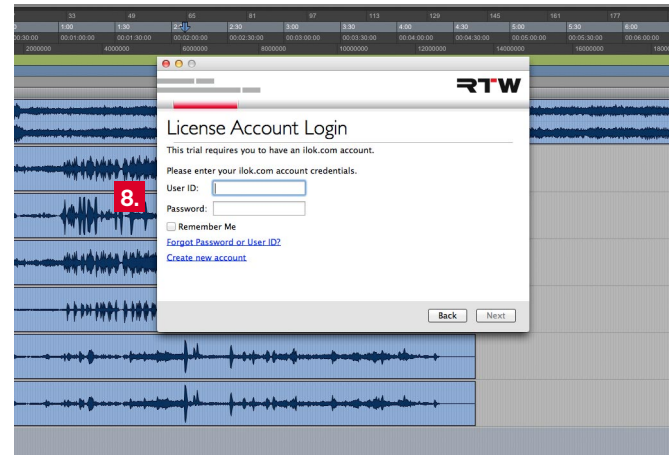 33 49 65 81 97 113 129 145 161 177
1:00 1:30 2:00 2:30 3:00 3:30 4:00 4:30 5:00 5:30 6:00
00:30:00 00:01:00:00 00:01:30:00 00:02:00:00 00:02:30:00 00:03:00:00 00:03:30:00 00:04:00:00 00:04:30:00 00:05:00:00 00:05:30:00 00:06:00:00
2000000 4000000 6000000 8000000 10000000 12000000 14000000 16000000
RTW
License Account Login
This trial requires you to have an ilok.com account.
Please enter your ilok.com account credentials.
User ID:
8.
Password:
Remember Me
Forgot Password or User ID?
Create new account
Back Next